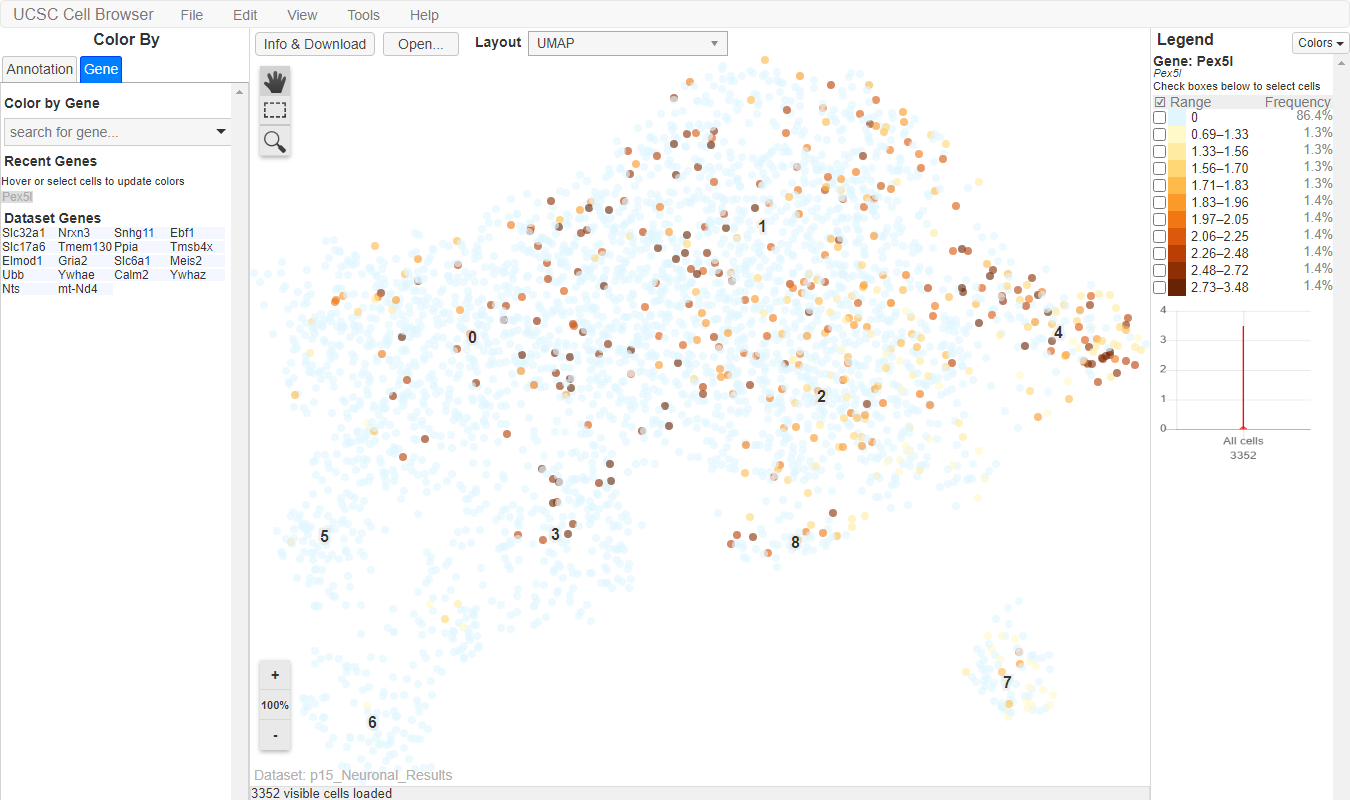 UCSC Cell Browser File Edit View Tools Help
Color By
Annotation Gene
Color by Gene
search for gene...
Recent Genes
Hover or select cells to update colors
Pex5l
Dataset Genes
Slc32a1 Nrxn3 Snhg11 Ebf1
Slc17a6 Tmem130 Ppia Tmsb4x
Elmod1 Gria2 Slc6a1 Meis2
Ubb Ywhae Calm2 Ywhaz
Nts mt-Nd4
Info & Download Open... Layout UMAP
1
0
4
2
5
3
8
7
6
+
100%
-
Dataset: p15_Neuronal_Results
3352 visible cells loaded
Legend Colors
Gene: Pex5l
Pex5l
Check boxes below to select cells
Range Frequency
0 86.4%
0.69–1.33 1.3%
1.33–1.56 1.3%
1.56–1.70 1.3%
1.71–1.83 1.3%
1.83–1.96 1.4%
1.97–2.05 1.4%
2.06–2.25 1.4%
2.26–2.48 1.4%
2.48–2.72 1.4%
2.73–3.48 1.4%
4
3
2
1
0
All cells
3352